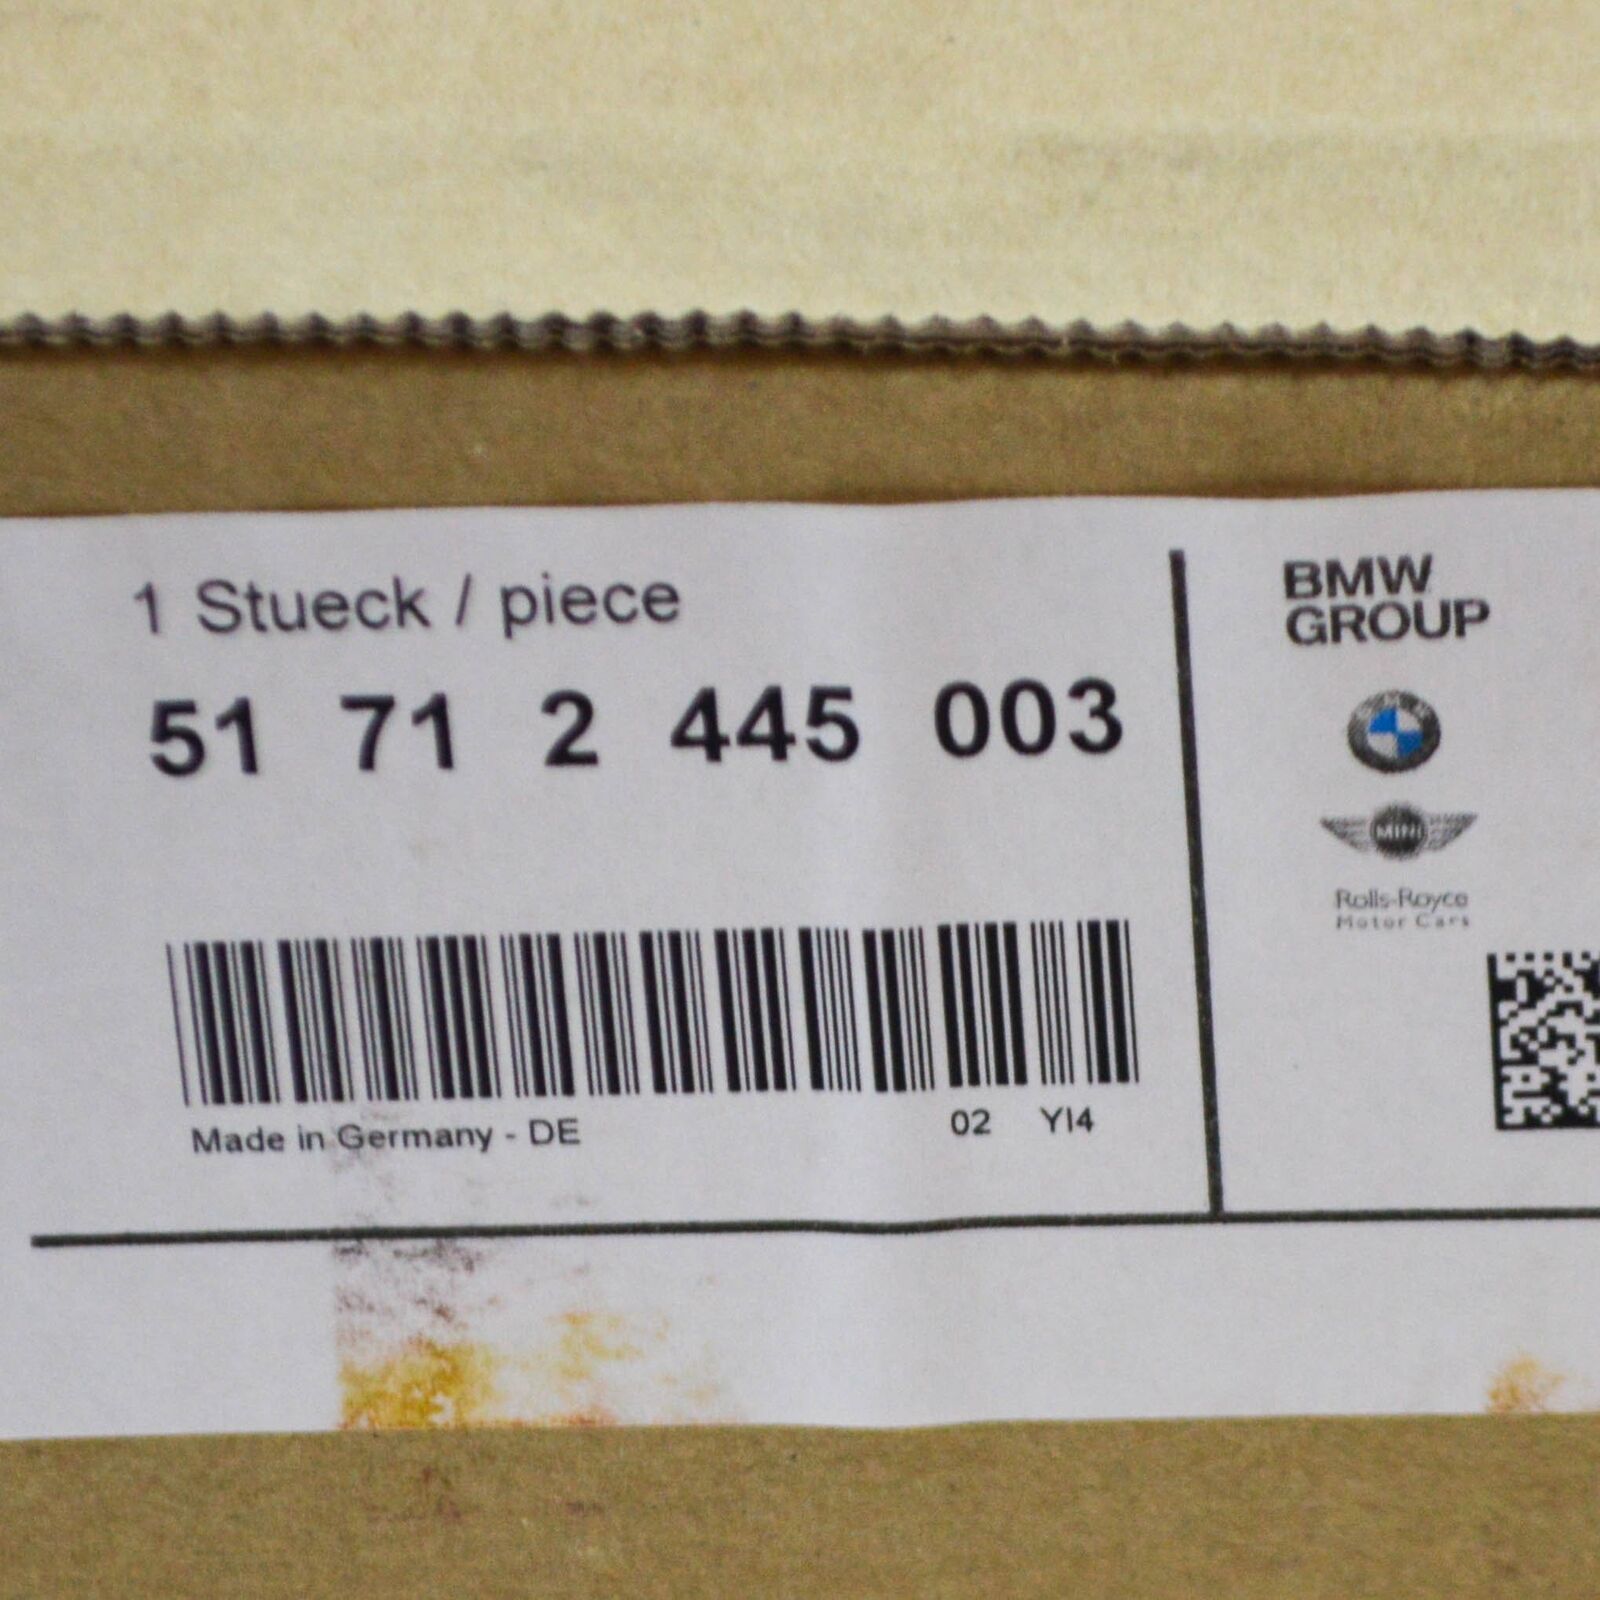 1 Stueck / piece
51 71 2 445 003
Made in Germany - DE
02 YI4
BMW
GROUP
MINI
Rolls-Royce
Motor Cars